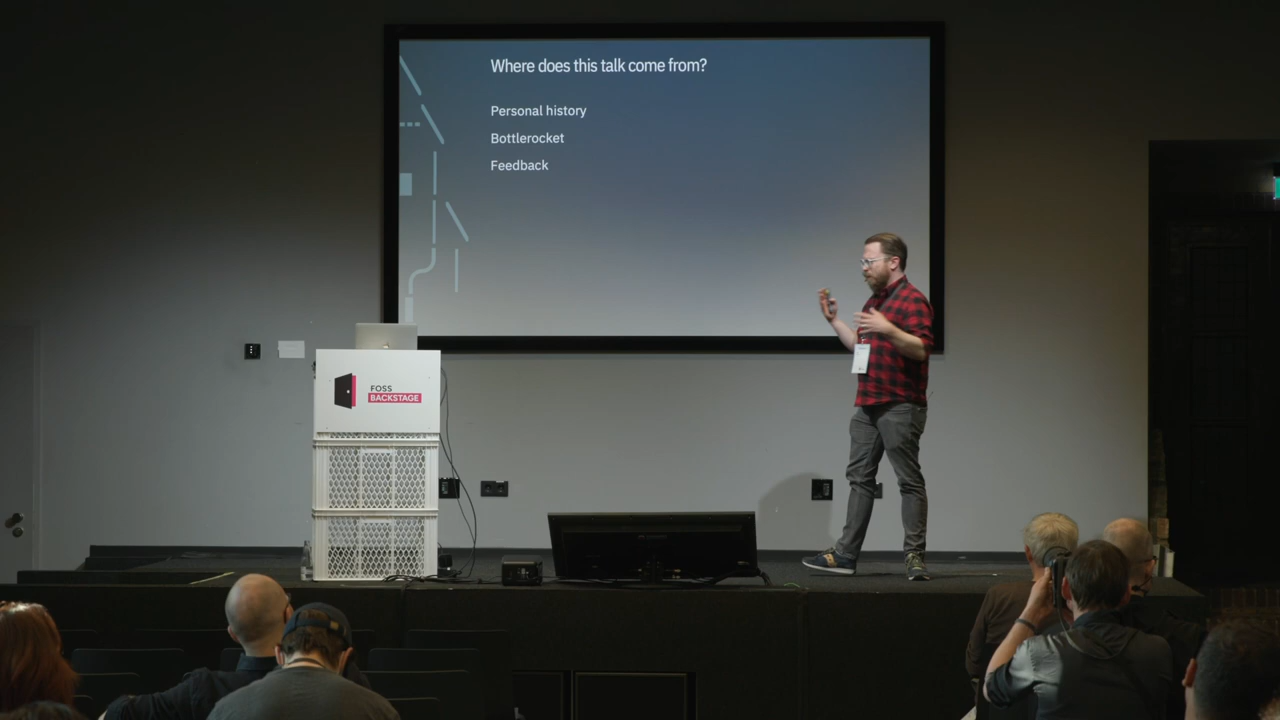 Where does this talk come from?
Personal history
Bottlerocket
Feedback
FOSS
BACKSTAGE